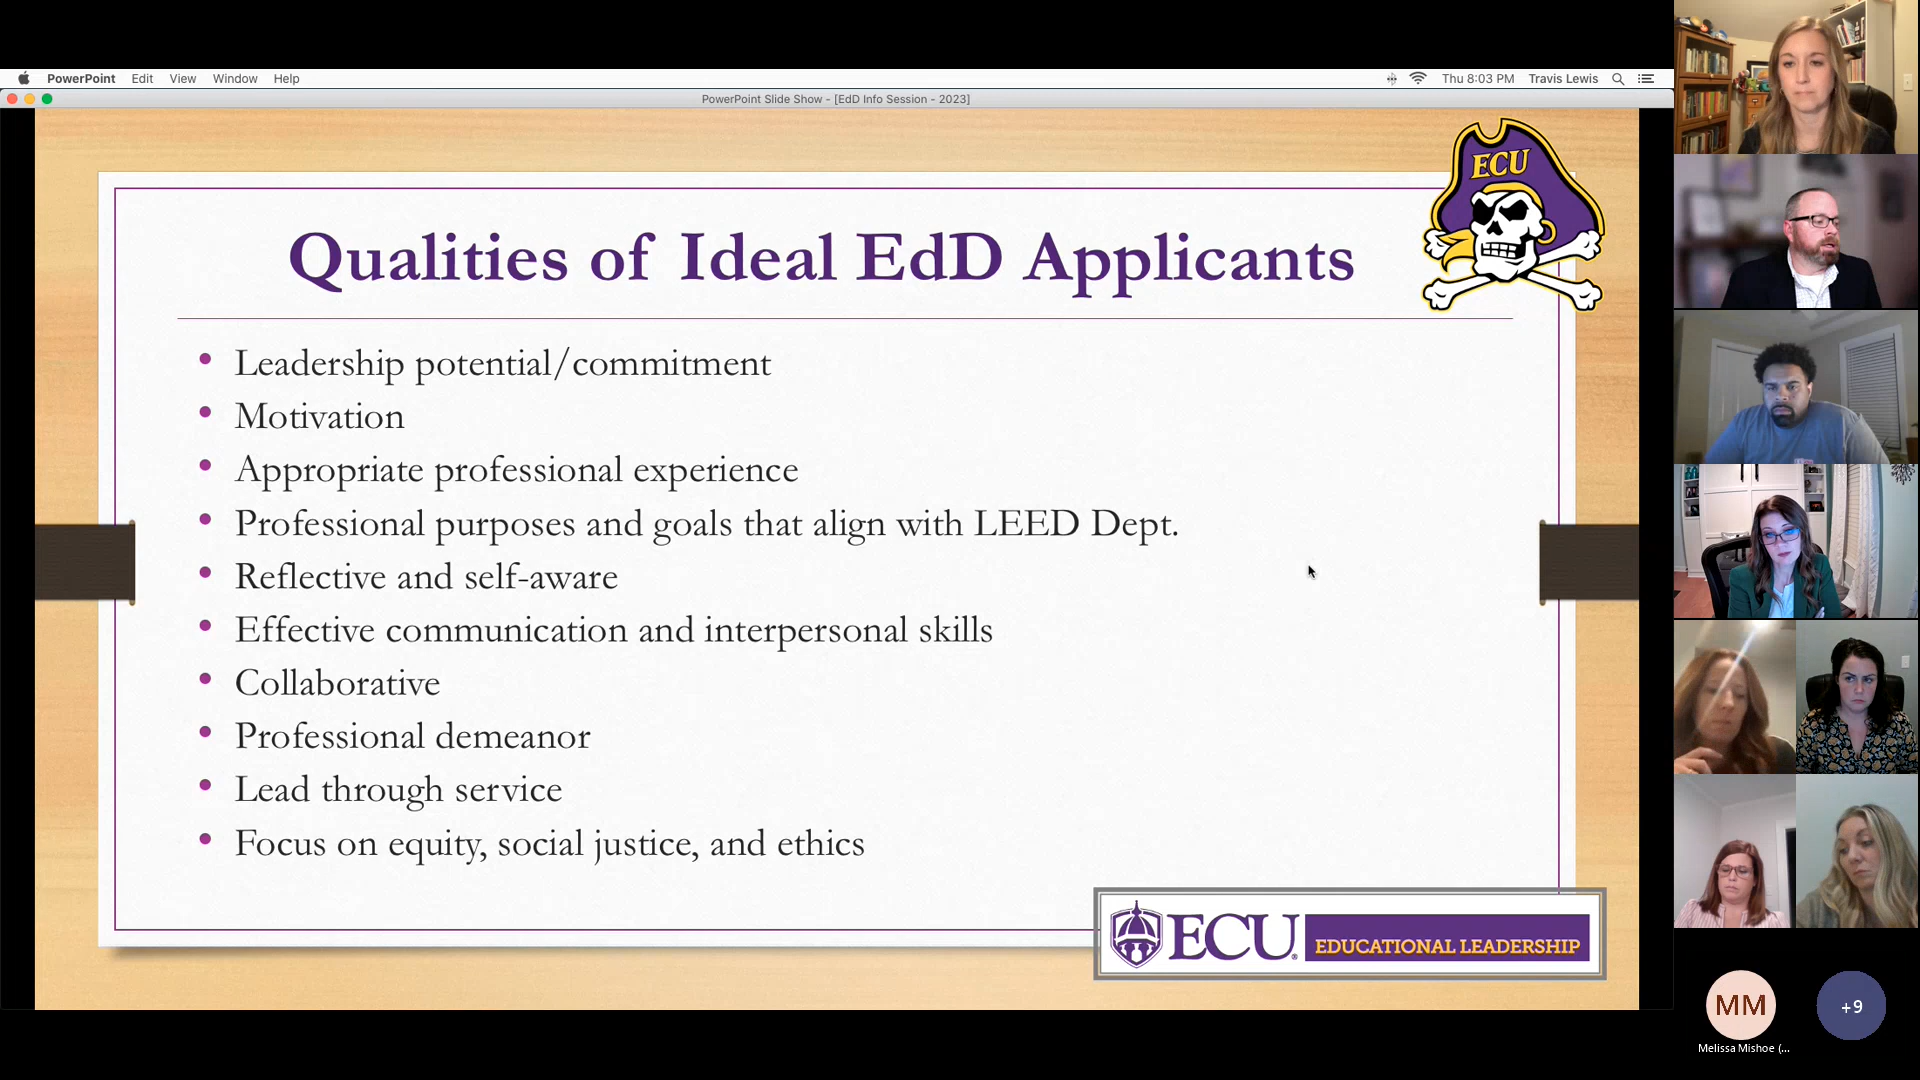 PowerPoint Edit View Window Help Thu 8:03 PM Travis Lewis
PowerPoint Slide Show - [EdD Info Session - 2023]
ECU
Qualities of Ideal EdD Applicants
• Leadership potential/commitment
• Motivation
• Appropriate professional experience
• Professional purposes and goals that align with LEED Dept.
• Reflective and self-aware
• Effective communication and interpersonal skills
• Collaborative
• Professional demeanor
• Lead through service
• Focus on equity, social justice, and ethics
ECU® EDUCATIONAL LEADERSHIP
MM
+9
Melissa Mishoe (...